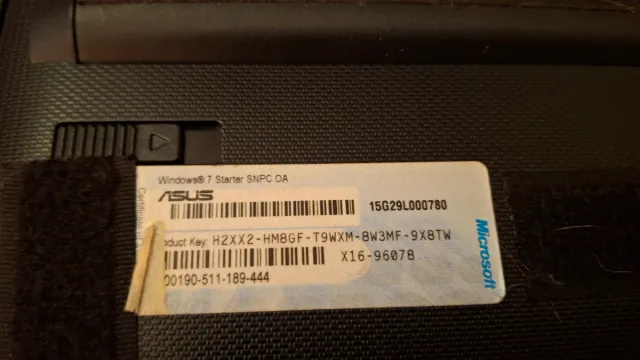 Windows® 7 Starter SNPC OA
ASUS
15G29L000780
oduct Key: H2XX2-HM8GF-T9WXM-8W3MF-9X8TW
X16-96078
00190-511-189-444
Microsoft